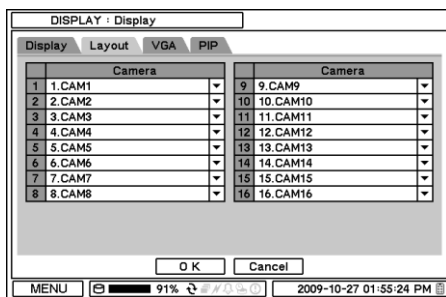 DISPLAY : Display
Display Layout VGA PIP
Camera Camera
1 1.CAM1 9 9.CAM9
2 2.CAM2 10 10.CAM10
3 3.CAM3 11 11.CAM11
4 4.CAM4 12 12.CAM12
5 5.CAM5 13 13.CAM13
6 6.CAM6 14 14.CAM14
7 7.CAM7 15 15.CAM15
8 8.CAM8 16 16.CAM16
O K Cancel
MENU 91% 2009-10-27 01:55:24 PM